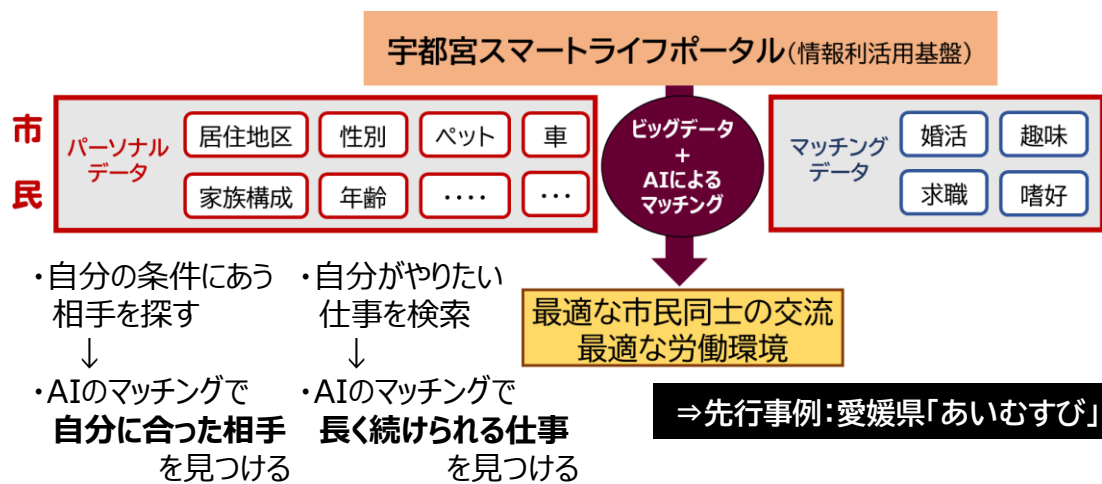 宇都宮スマートライフポータル(情報利活用基盤)
市
民
パーソナル
データ
居住地区
性別
ペット
車
家族構成
年齢
‥‥
…
ビッグデータ
+
AIによる
マッチング
マッチング
データ
婚活
趣味
求職
嗜好
・自分の条件にあう
相手を探す
↓
・AIのマッチングで
自分に合った相手
を見つける
・自分がやりたい
仕事を検索
↓
・AIのマッチングで
長く続けられる仕事
を見つける
最適な市民同士の交流
最適な労働環境
⇒先行事例：愛媛県「あいむすび」